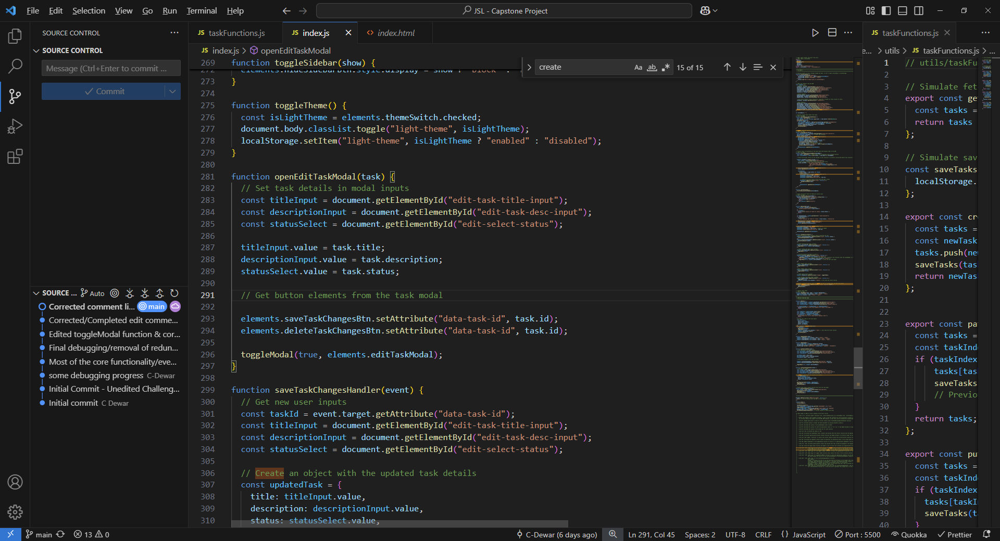 File Edit Selection View Go Run Terminal Help
JSL - Capstone Project
SOURCE CONTROL
SOURCE CONTROL
Message (Ctrl+Enter to commit ...
Commit
SOURCE ... Auto
Corrected comment li... main
Corrected/Completed edit comme...
Edited toggleModal function & cor...
Final debugging/removal of redun...
Most of the core functionality/eve...
some debugging progress C-Dewar
Initial Commit - Unedited Challeng...
Initial commit C Dewar
JS taskFunctions.js
JS index.js
<> index.html
JS index.js > openEditTaskModal
create
Aa ab
15 of 15
269 function toggleSidebar(show) {
273 }
274
275 function toggleTheme() {
276 const isLightTheme = elements.themeSwitch.checked;
277 document.body.classList.toggle("light-theme", isLightTheme);
278 localStorage.setItem("light-theme", isLightTheme ? "enabled" : "disabled");
279 }
280
281 function openEditTaskModal(task) {
282 // Set task details in modal inputs
283 const titleInput = document.getElementById("edit-task-title-input");
284 const descriptionInput = document.getElementById("edit-task-desc-input");
285 const statusSelect = document.getElementById("edit-select-status");
286
287 titleInput.value = task.title;
288 descriptionInput.value = task.description;
289 statusSelect.value = task.status;
290
291 // Get button elements from the task modal
292
293 elements.saveTaskChangesBtn.setAttribute("data-task-id", task.id);
294 elements.deleteTaskChangesBtn.setAttribute("data-task-id", task.id);
295
296 toggleModal(true, elements.editTaskModal);
297 }
298
299 function saveTaskChangesHandler(event) {
300 // Get new user inputs
301 const taskId = event.target.getAttribute("data-task-id");
302 const titleInput = document.getElementById("edit-task-title-input");
303 const descriptionInput = document.getElementById("edit-task-desc-input");
304 const statusSelect = document.getElementById("edit-select-status");
305
306 // Create an object with the updated task details
307 const updatedTask = {
308 title: titleInput.value,
309 description: descriptionInput.value,
310 status: statusSelect.value,
JS taskFunctions.js
e... > utils > JS taskFunctions.js > ...
1 // utils/taskFu
2
3 // Simulate fet
4 export const ge
5 const tasks =
6 return tasks
7 };
8
9 // Simulate sav
10 const saveTasks
11 localStorage.
12 };
13
14 export const cr
15 const tasks =
16 const newTask
17 tasks.push(ne
18 saveTasks(tas
19 return newTas
20 };
21
22
23 export const pa
24 const tasks =
25 const taskInd
26 if (taskIndex
27 tasks[tas
28 saveTasks
29 // Previo
30 }
31 return tasks;
32 };
33
34 export const pu
35 const tasks =
36 const taskInd
37 if (taskIndex
38 tasks[taskI
39 saveTasks(t
40 }
main 13 0
C-Dewar (6 days ago) Ln 291, Col 45 Spaces: 2 UTF-8 CRLF {} JavaScript Port : 5500 Quokka Prettier